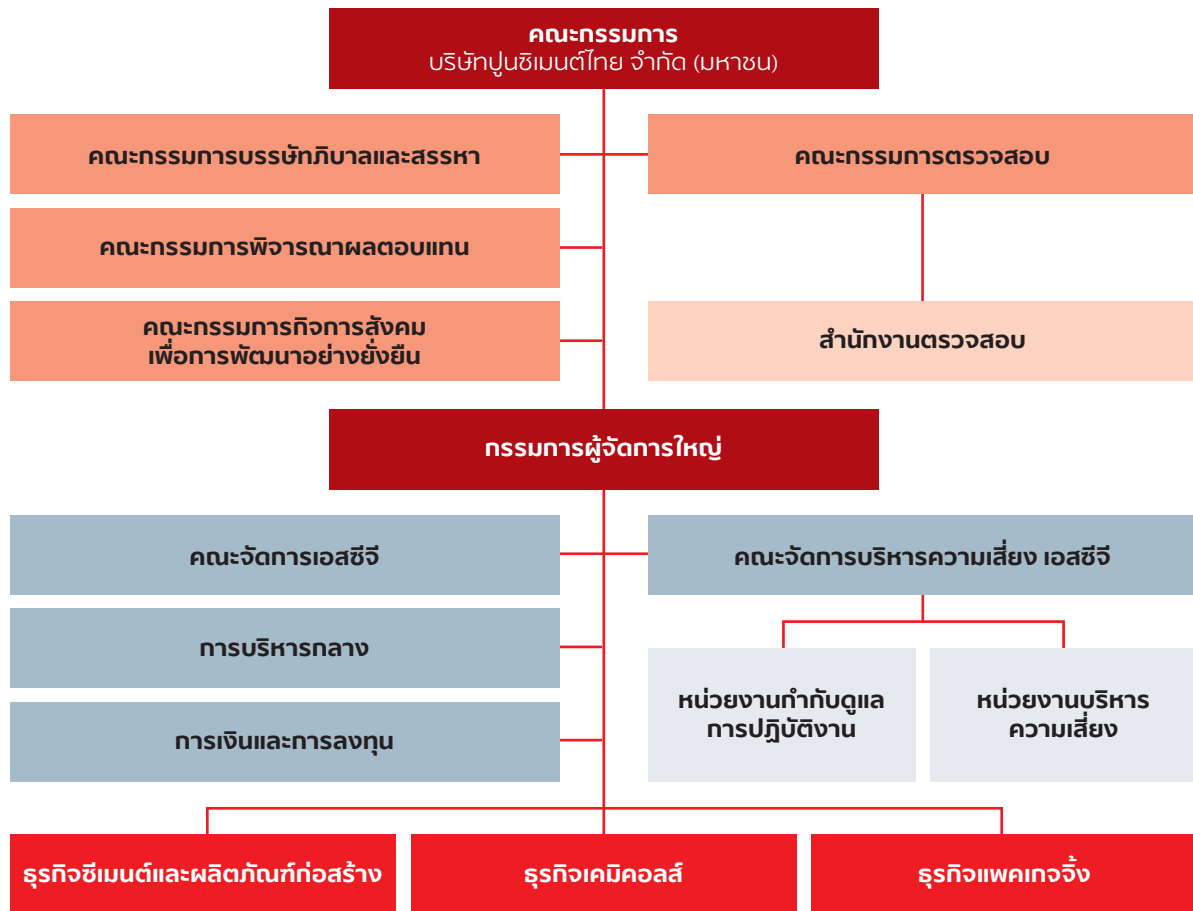 คณะกรรมการ
บริษัทปูนซิเมนต์ไทย จำกัด (มหาชน)
คณะกรรมการบรรษัทภิบาลและสรรหา
คณะกรรมการตรวจสอบ
คณะกรรมการพิจารณาผลตอบแทน
คณะกรรมการกิจการสังคม
เพื่อการพัฒนาอย่างยั่งยืน
สำนักงานตรวจสอบ
กรรมการผู้จัดการใหญ่
คณะจัดการเอสซีจี
คณะจัดการบริหารความเสี่ยง เอสซีจี
การบริหารกลาง
หน่วยงานกำกับดูแล
การปฏิบัติงาน
หน่วยงานบริหาร
ความเสี่ยง
การเงินและการลงทุน
ธุรกิจซีเมนต์และผลิตภัณฑ์ก่อสร้าง
ธุรกิจเคมิคอลส์
ธุรกิจแพคเกจจิ้ง